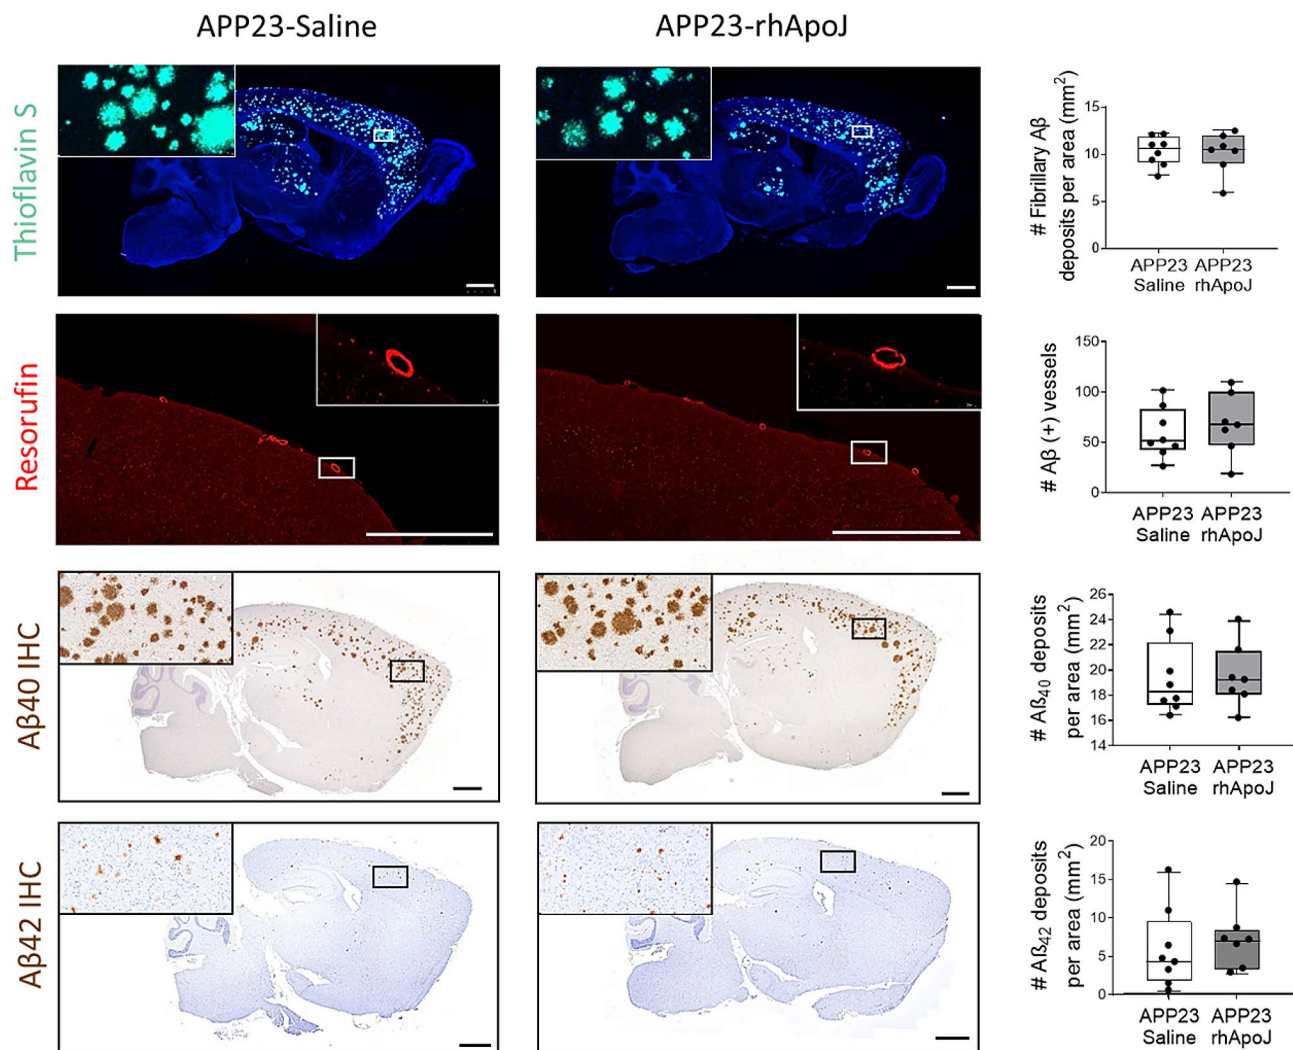 APP23-Saline
APP23-rhApoJ
Thioflavin S
# Fibrillary Aβ
deposits per area (mm²)
15
10
5
0
APP23 APP23
Saline rhApoJ
Resorufin
# Aβ (+) vessels
150
100
50
0
APP23 APP23
Saline rhApoJ
Aβ40 IHC
# Aß₄₀ deposits
per area (mm²)
26
24
22
20
18
16
14
APP23 APP23
Saline rhApoJ
Aβ42 IHC
# Aß₄₂ deposits
per area (mm²)
20
15
10
5
0
APP23 APP23
Saline rhApoJ